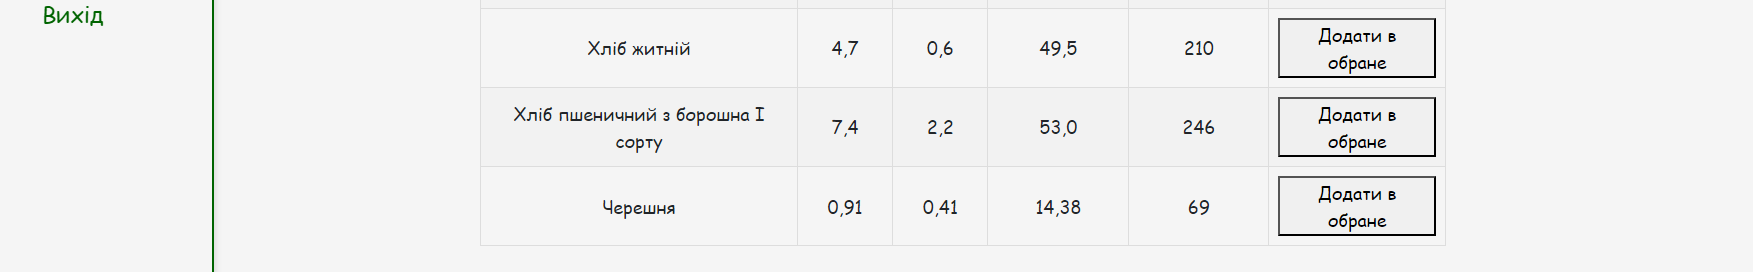 Вихід
Хліб житній 4,7 0,6 49,5 210 Додати в
обране
Хліб пшеничний з борошна I
сорту 7,4 2,2 53,0 246 Додати в
обране
Черешня 0,91 0,41 14,38 69 Додати в
обране